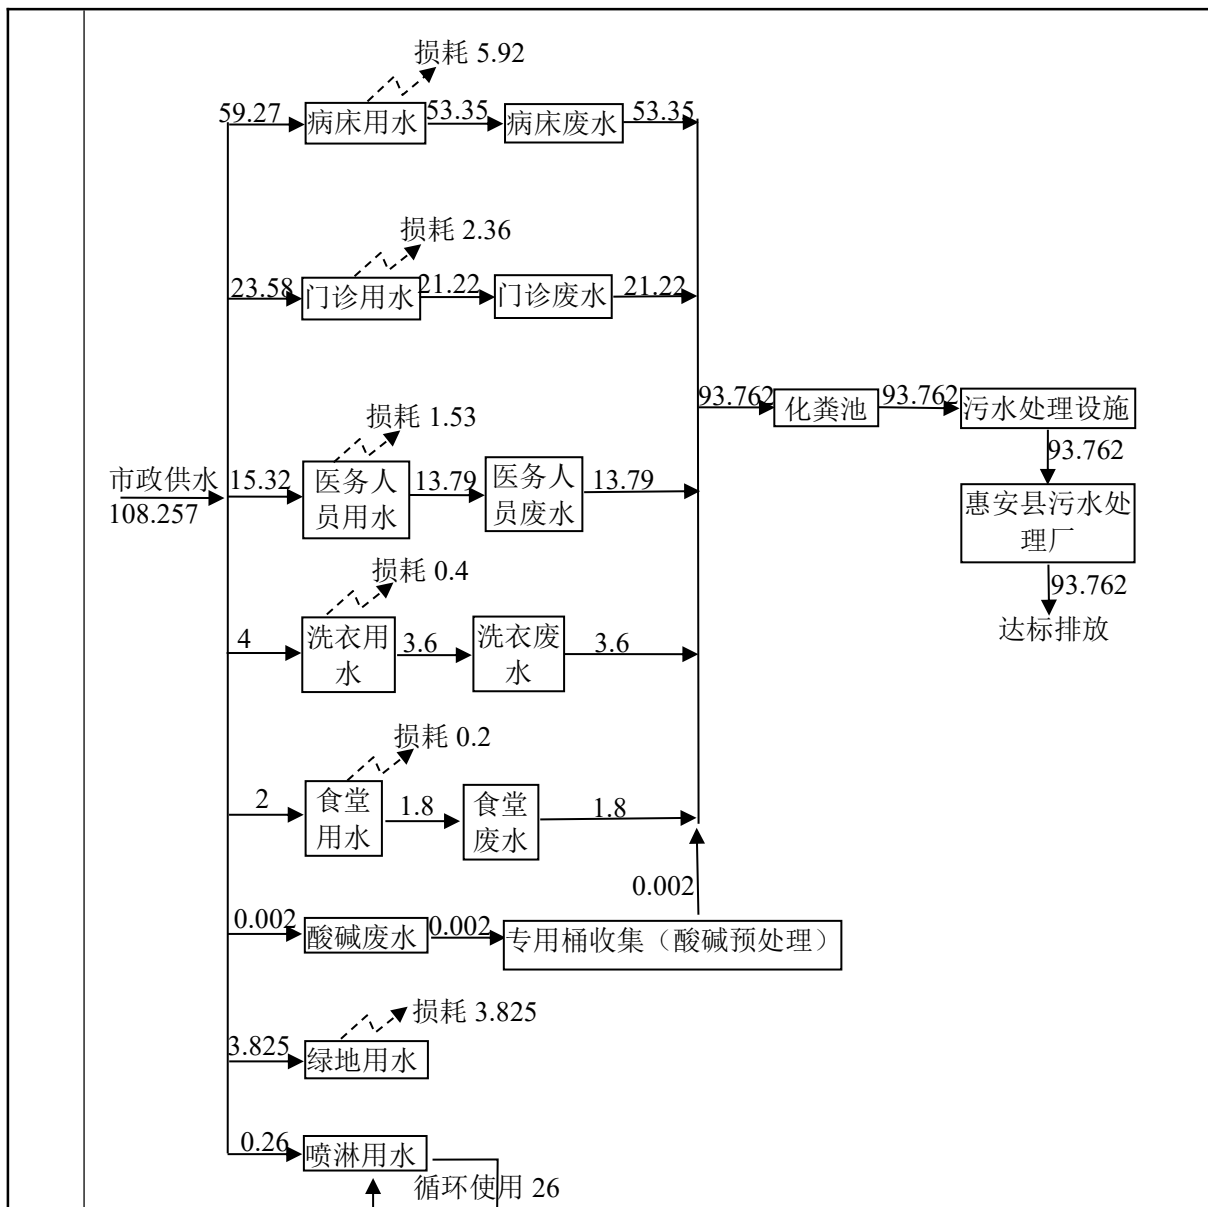 损耗 5.92
59.27
病床用水
53.35
病床废水
53.35
损耗 2.36
23.58
门诊用水
21.22
门诊废水
21.22
93.762
化粪池
93.762
污水处理设施
93.762
损耗 1.53
市政供水
108.257
15.32
医务人
员用水
13.79
医务人
员废水
13.79
惠安县污水处
理厂
93.762
达标排放
损耗 0.4
4
洗衣用
水
3.6
洗衣废
水
3.6
损耗 0.2
2
食堂
用水
1.8
食堂
废水
1.8
0.002
0.002
酸碱废水
0.002
专用桶收集（酸碱预处理）
损耗 3.825
3.825
绿地用水
0.26
喷淋用水
循环使用 26